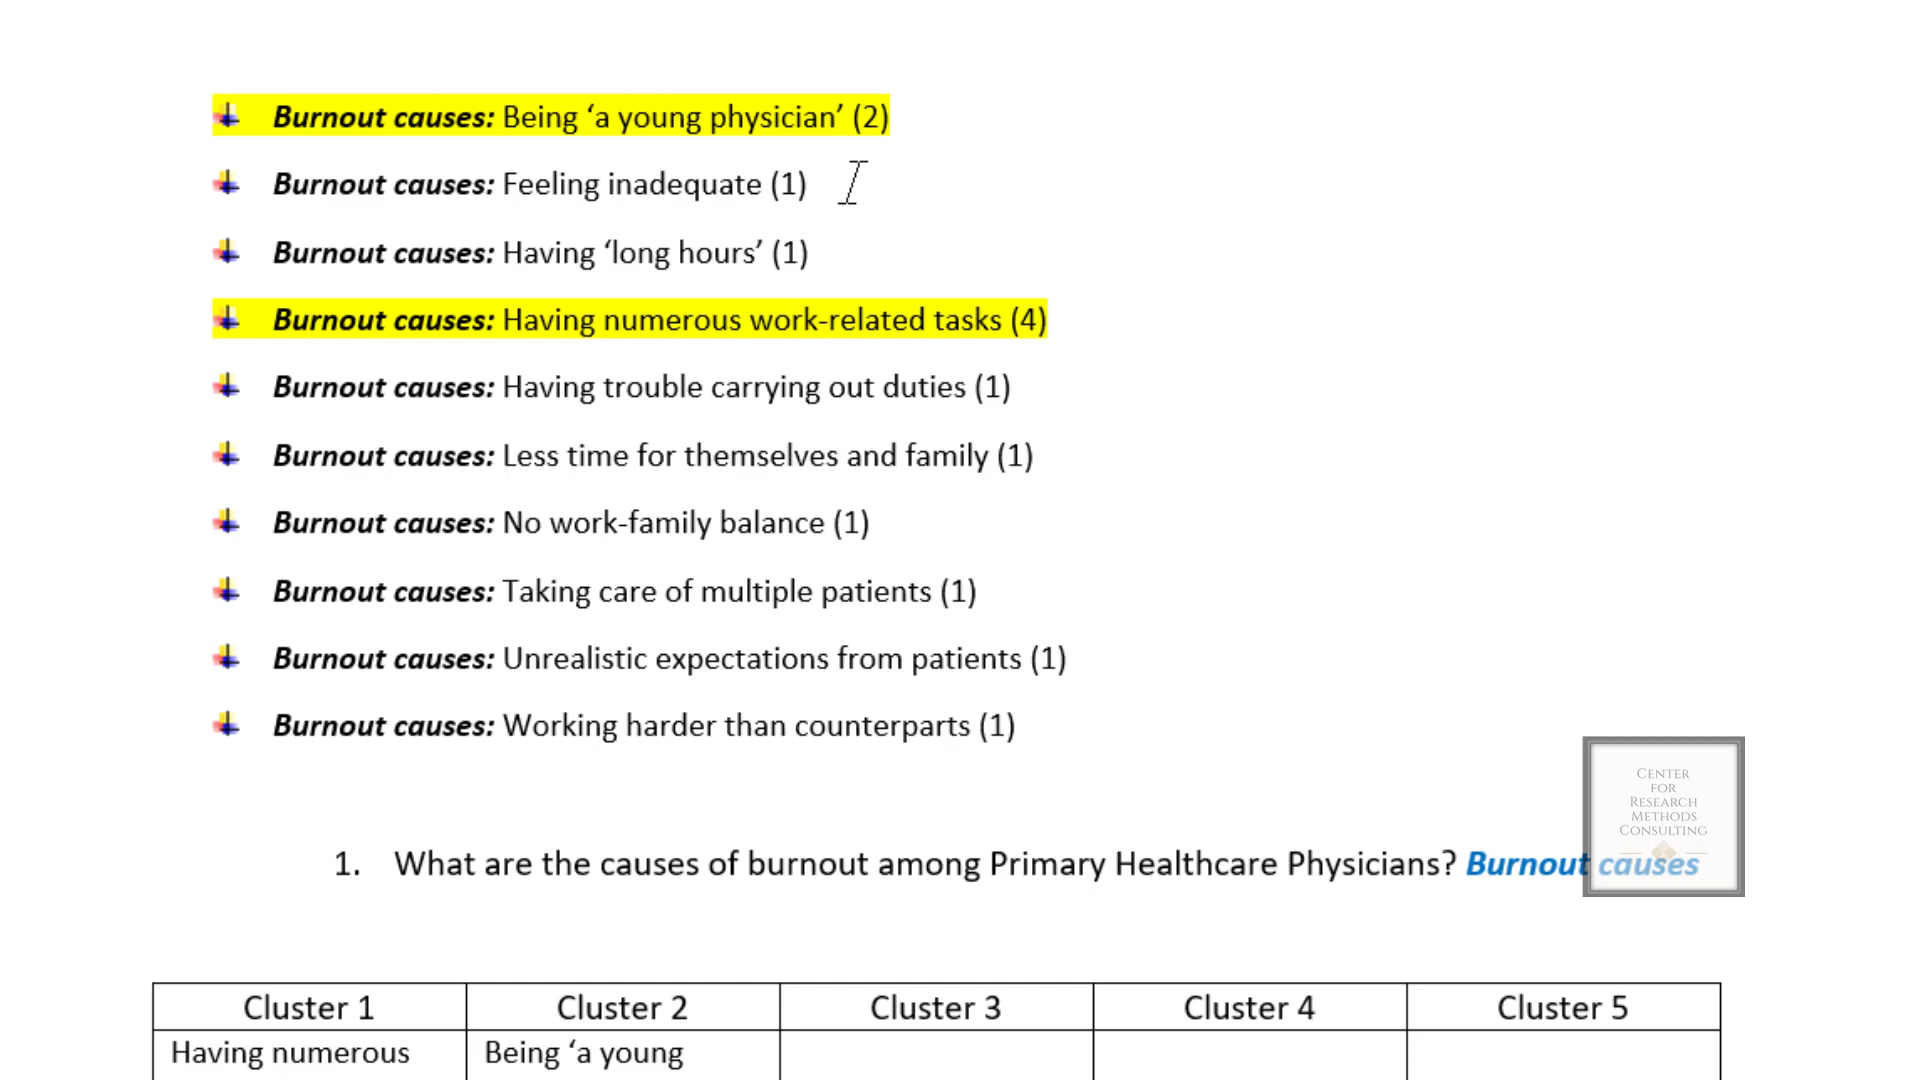 Burnout causes: Being ‘a young physician’ (2)
Burnout causes: Feeling inadequate (1)
Burnout causes: Having ‘long hours’ (1)
Burnout causes: Having numerous work-related tasks (4)
Burnout causes: Having trouble carrying out duties (1)
Burnout causes: Less time for themselves and family (1)
Burnout causes: No work-family balance (1)
Burnout causes: Taking care of multiple patients (1)
Burnout causes: Unrealistic expectations from patients (1)
Burnout causes: Working harder than counterparts (1)
CENTER
FOR
RESEARCH
METHODS
CONSULTING
1. What are the causes of burnout among Primary Healthcare Physicians? Burnout causes
Cluster 1 Cluster 2 Cluster 3 Cluster 4 Cluster 5
Having numerous Being ‘a young